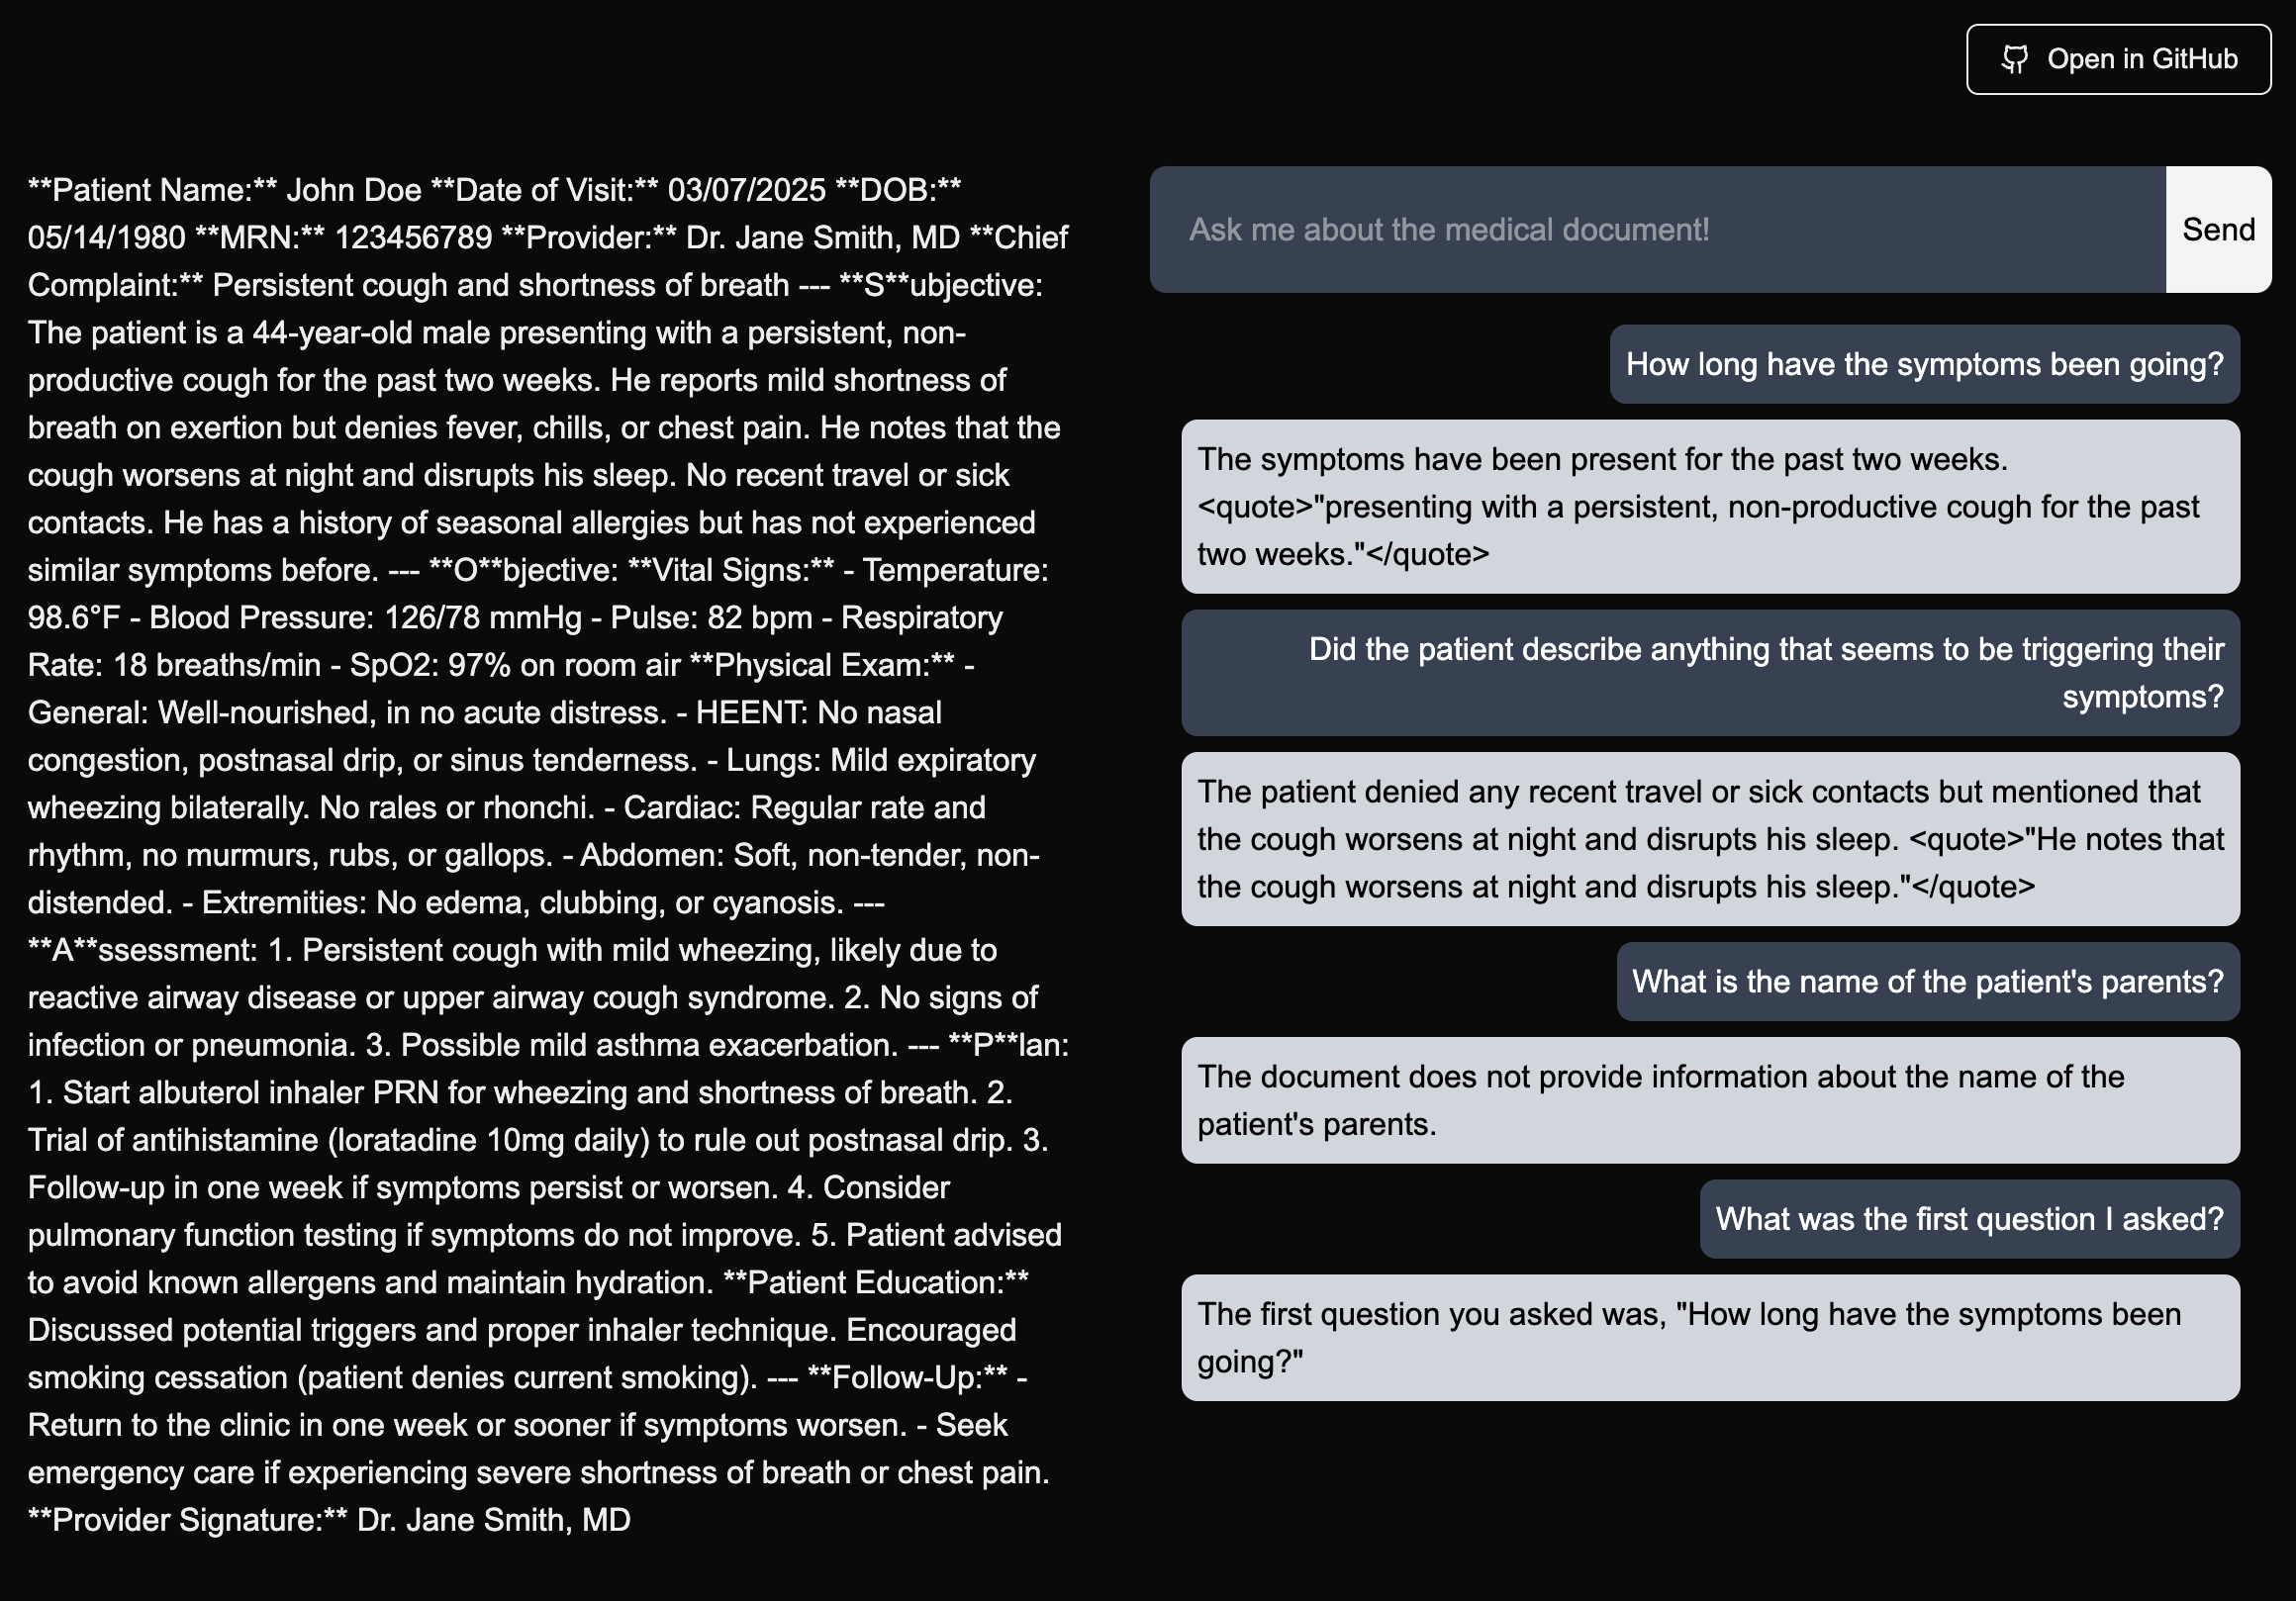 Open in GitHub
**Patient Name:** John Doe **Date of Visit:** 03/07/2025 **DOB:**
05/14/1980 **MRN:** 123456789 **Provider:** Dr. Jane Smith, MD **Chief
Complaint:** Persistent cough and shortness of breath --- **S**ubjective:
The patient is a 44-year-old male presenting with a persistent, non-
productive cough for the past two weeks. He reports mild shortness of
breath on exertion but denies fever, chills, or chest pain. He notes that the
cough worsens at night and disrupts his sleep. No recent travel or sick
contacts. He has a history of seasonal allergies but has not experienced
similar symptoms before. --- **O**bjective: **Vital Signs:** - Temperature:
98.6°F - Blood Pressure: 126/78 mmHg - Pulse: 82 bpm - Respiratory
Rate: 18 breaths/min - SpO2: 97% on room air **Physical Exam:** -
General: Well-nourished, in no acute distress. - HEENT: No nasal
congestion, postnasal drip, or sinus tenderness. - Lungs: Mild expiratory
wheezing bilaterally. No rales or rhonchi. - Cardiac: Regular rate and
rhythm, no murmurs, rubs, or gallops. - Abdomen: Soft, non-tender, non-
distended. - Extremities: No edema, clubbing, or cyanosis. ---
**A**ssessment: 1. Persistent cough with mild wheezing, likely due to
reactive airway disease or upper airway cough syndrome. 2. No signs of
infection or pneumonia. 3. Possible mild asthma exacerbation. --- **P**lan:
1. Start albuterol inhaler PRN for wheezing and shortness of breath. 2.
Trial of antihistamine (loratadine 10mg daily) to rule out postnasal drip. 3.
Follow-up in one week if symptoms persist or worsen. 4. Consider
pulmonary function testing if symptoms do not improve. 5. Patient advised
to avoid known allergens and maintain hydration. **Patient Education:**
Discussed potential triggers and proper inhaler technique. Encouraged
smoking cessation (patient denies current smoking). --- **Follow-Up:** -
Return to the clinic in one week or sooner if symptoms worsen. - Seek
emergency care if experiencing severe shortness of breath or chest pain.
**Provider Signature:** Dr. Jane Smith, MD
Ask me about the medical document!
Send
How long have the symptoms been going?
The symptoms have been present for the past two weeks.
<quote>"presenting with a persistent, non-productive cough for the past
two weeks."</quote>
Did the patient describe anything that seems to be triggering their
symptoms?
The patient denied any recent travel or sick contacts but mentioned that
the cough worsens at night and disrupts his sleep. <quote>"He notes that
the cough worsens at night and disrupts his sleep."</quote>
What is the name of the patient's parents?
The document does not provide information about the name of the
patient's parents.
What was the first question I asked?
The first question you asked was, "How long have the symptoms been
going?"